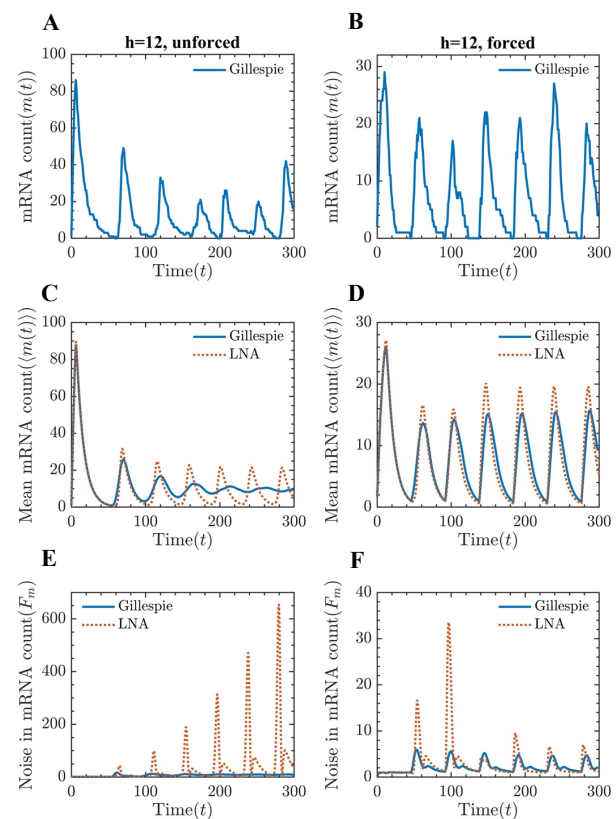 A
h=12, unforced
mRNA count(m(t))
100
80
60
40
20
0
Gillespie
0
100
200
300
Time(t)
B
h=12, forced
mRNA count(m(t))
30
20
10
0
Gillespie
0
100
200
300
Time(t)
C
Mean mRNA count(⟨m(t)⟩)
100
80
60
40
20
0
Gillespie
LNA
0
100
200
300
Time(t)
D
Mean mRNA count(⟨m(t)⟩)
30
20
10
0
Gillespie
LNA
0
100
200
300
Time(t)
E
Noise in mRNA count(Fₘ)
600
400
200
0
Gillespie
LNA
0
100
200
300
Time(t)
F
Noise in mRNA count(Fₘ)
40
30
20
10
0
Gillespie
LNA
0
100
200
300
Time(t)